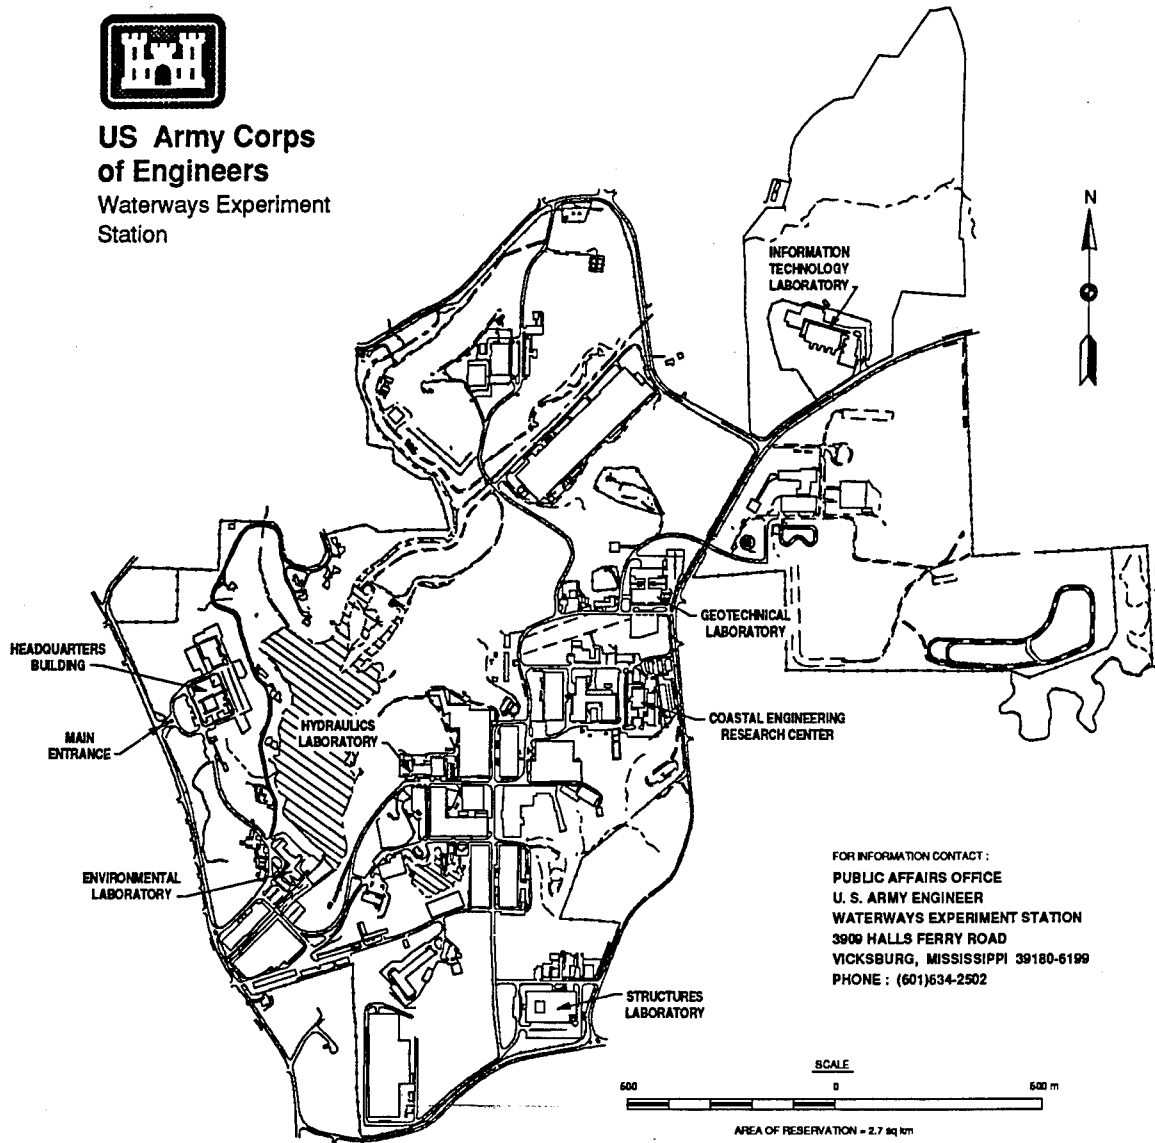 US Army Corps
of Engineers
Waterways Experiment
Station
N
INFORMATION
TECHNOLOGY
LABORATORY
GEOTECHNICAL
LABORATORY
HEADQUARTERS
BUILDING
MAIN
ENTRANCE
HYDRAULICS
LABORATORY
COASTAL ENGINEERING
RESEARCH CENTER
ENVIRONMENTAL
LABORATORY
STRUCTURES
LABORATORY
FOR INFORMATION CONTACT :
PUBLIC AFFAIRS OFFICE
U. S. ARMY ENGINEER
WATERWAYS EXPERIMENT STATION
3909 HALLS FERRY ROAD
VICKSBURG, MISSISSIPPI 39180-6199
PHONE : (601)634-2502
SCALE
500 0 500 m
AREA OF RESERVATION = 2.7 sq km